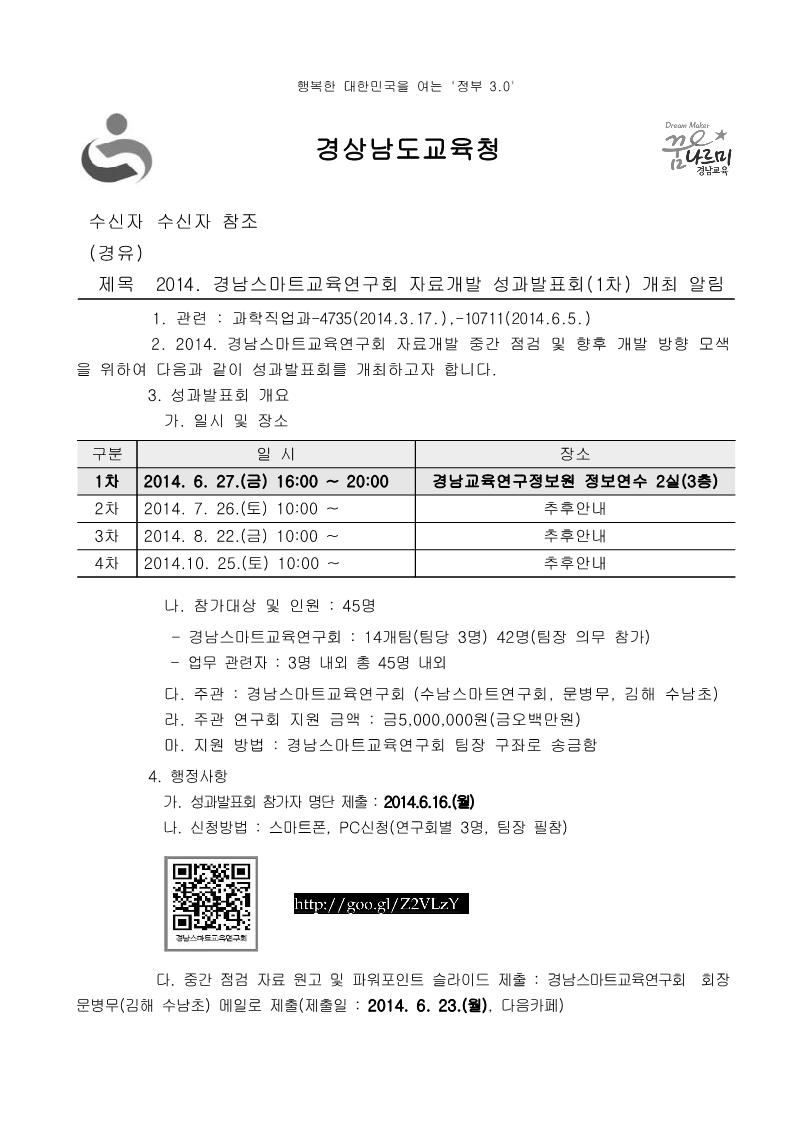 행복한 대한민국을 여는 '정부 3.0'
경상남도교육청
Dream Maker
꿈 나르미
경남교육
수신자 수신자 참조
(경유)
제목 2014. 경남스마트교육연구회 자료개발 성과발표회(1차) 개최 알림
1. 관련 : 과학직업과-4735(2014.3.17.),-10711(2014.6.5.)
2. 2014. 경남스마트교육연구회 자료개발 중간 점검 및 향후 개발 방향 모색
을 위하여 다음과 같이 성과발표회를 개최하고자 합니다.
3. 성과발표회 개요
가. 일시 및 장소
구분 일 시 장소
1차 2014. 6. 27.(금) 16:00 ~ 20:00 경남교육연구정보원 정보연수 2실(3층)
2차 2014. 7. 26.(토) 10:00 ~ 추후안내
3차 2014. 8. 22.(금) 10:00 ~ 추후안내
4차 2014.10. 25.(토) 10:00 ~ 추후안내
나. 참가대상 및 인원 : 45명
- 경남스마트교육연구회 : 14개팀(팀당 3명) 42명(팀장 의무 참가)
- 업무 관련자 : 3명 내외 총 45명 내외
다. 주관 : 경남스마트교육연구회 (수남스마트연구회, 문병무, 김해 수남초)
라. 주관 연구회 지원 금액 : 금5,000,000원(금오백만원)
마. 지원 방법 : 경남스마트교육연구회 팀장 구좌로 송금함
4. 행정사항
가. 성과발표회 참가자 명단 제출 : 2014.6.16.(월)
나. 신청방법 : 스마트폰, PC신청(연구회별 3명, 팀장 필참)
http://goo.gl/Z2VLzY
경남스마트교육연구회
다. 중간 점검 자료 원고 및 파워포인트 슬라이드 제출 : 경남스마트교육연구회 회장
문병무(김해 수남초) 메일로 제출(제출일 : 2014. 6. 23.(월), 다음카페)